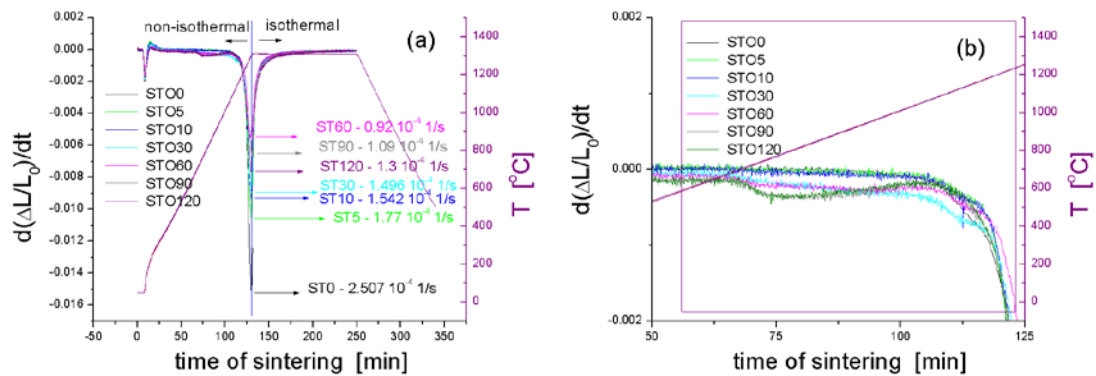 non-isothermal
isothermal
(a)
0.002
0.000
-0.002
-0.004
-0.006
-0.008
-0.010
-0.012
-0.014
-0.016
d(ΔL/L0)/dt
STO0
STO5
STO10
STO30
STO60
STO90
STO120
ST60 - 0.92 10-4 1/s
ST90 - 1.09 10-4 1/s
ST120 - 1.3 10-4 1/s
ST30 - 1.496 10-4 1/s
ST10 - 1.542 10-4 1/s
ST5 - 1.77 10-4 1/s
ST0 - 2.507 10-4 1/s
1400
1200
1000
800
600
400
200
0
T [°C]
-50 0 50 100 150 200 250 300 350
time of sintering [min]
(b)
0.002
0.000
-0.002
d(ΔL/L0)/dt
STO0
STO5
STO10
STO30
STO60
STO90
STO120
1400
1200
1000
800
600
400
200
0
T [°C]
50 75 100 125
time of sintering [min]